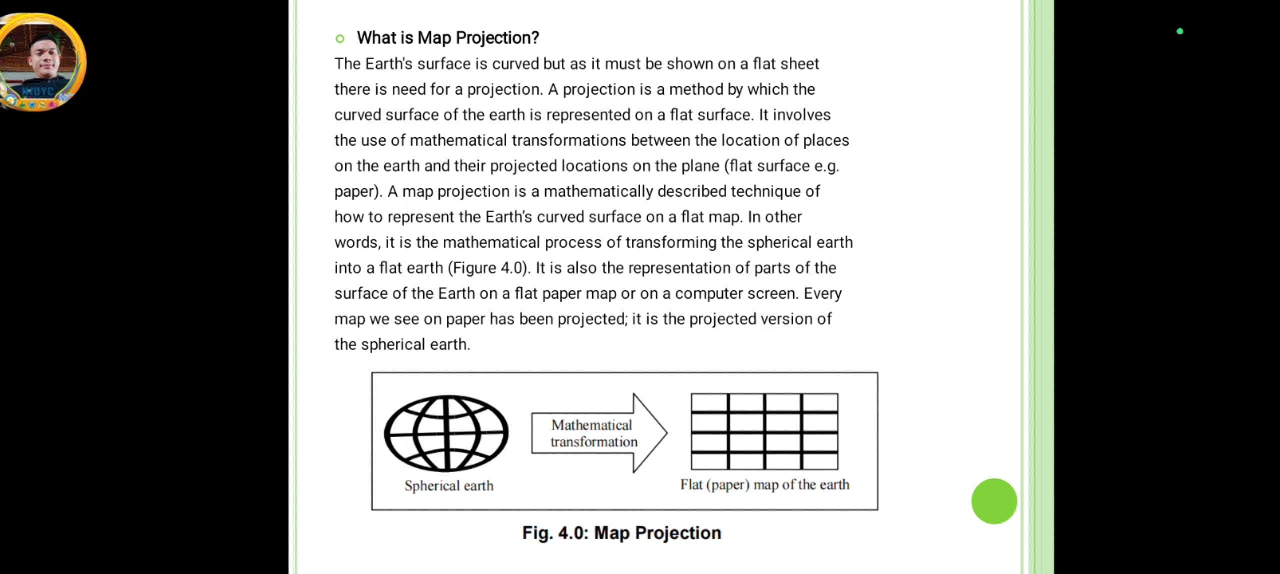 What is Map Projection?
The Earth's surface is curved but as it must be shown on a flat sheet
there is need for a projection. A projection is a method by which the
curved surface of the earth is represented on a flat surface. It involves
the use of mathematical transformations between the location of places
on the earth and their projected locations on the plane (flat surface e.g.
paper). A map projection is a mathematically described technique of
how to represent the Earth's curved surface on a flat map. In other
words, it is the mathematical process of transforming the spherical earth
into a flat earth (Figure 4.0). It is also the representation of parts of the
surface of the Earth on a flat paper map or on a computer screen. Every
map we see on paper has been projected; it is the projected version of
the spherical earth.
Mathematical
transformation
Spherical earth
Flat (paper) map of the earth
Fig. 4.0: Map Projection